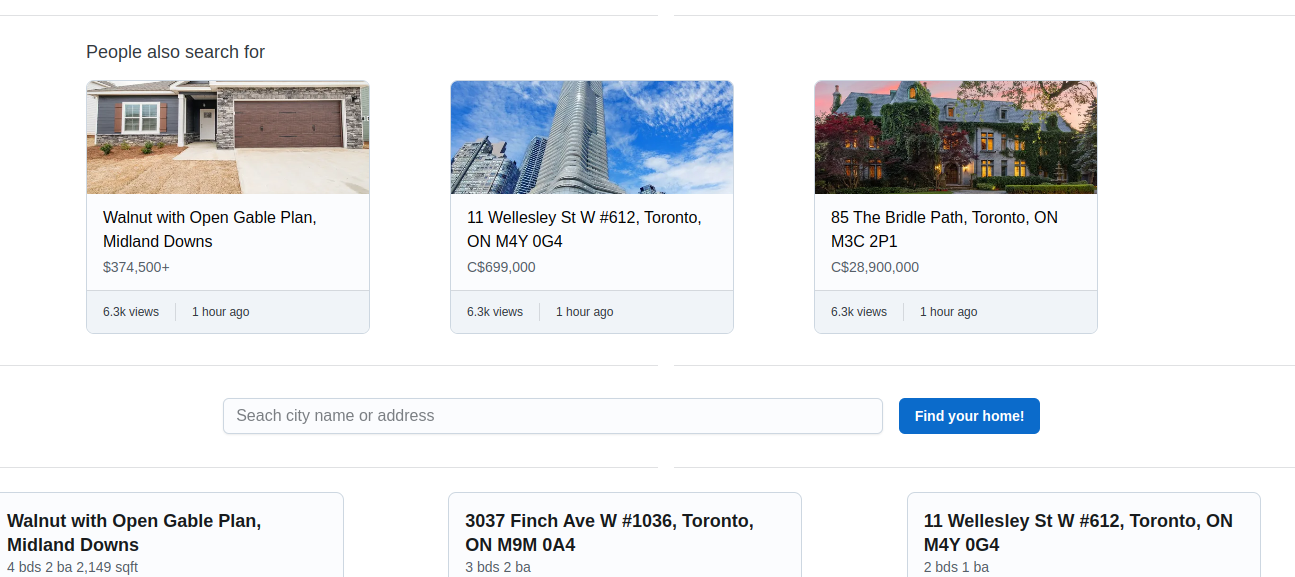 People also search for
Walnut with Open Gable Plan,
Midland Downs
$374,500+
6.3k views
1 hour ago
11 Wellesley St W #612, Toronto,
ON M4Y 0G4
C$699,000
6.3k views
1 hour ago
85 The Bridle Path, Toronto, ON
M3C 2P1
C$28,900,000
6.3k views
1 hour ago
Seach city name or address
Find your home!
Walnut with Open Gable Plan,
Midland Downs
4 bds 2 ba 2,149 sqft
3037 Finch Ave W #1036, Toronto,
ON M9M 0A4
3 bds 2 ba
11 Wellesley St W #612, Toronto, ON
M4Y 0G4
2 bds 1 ba